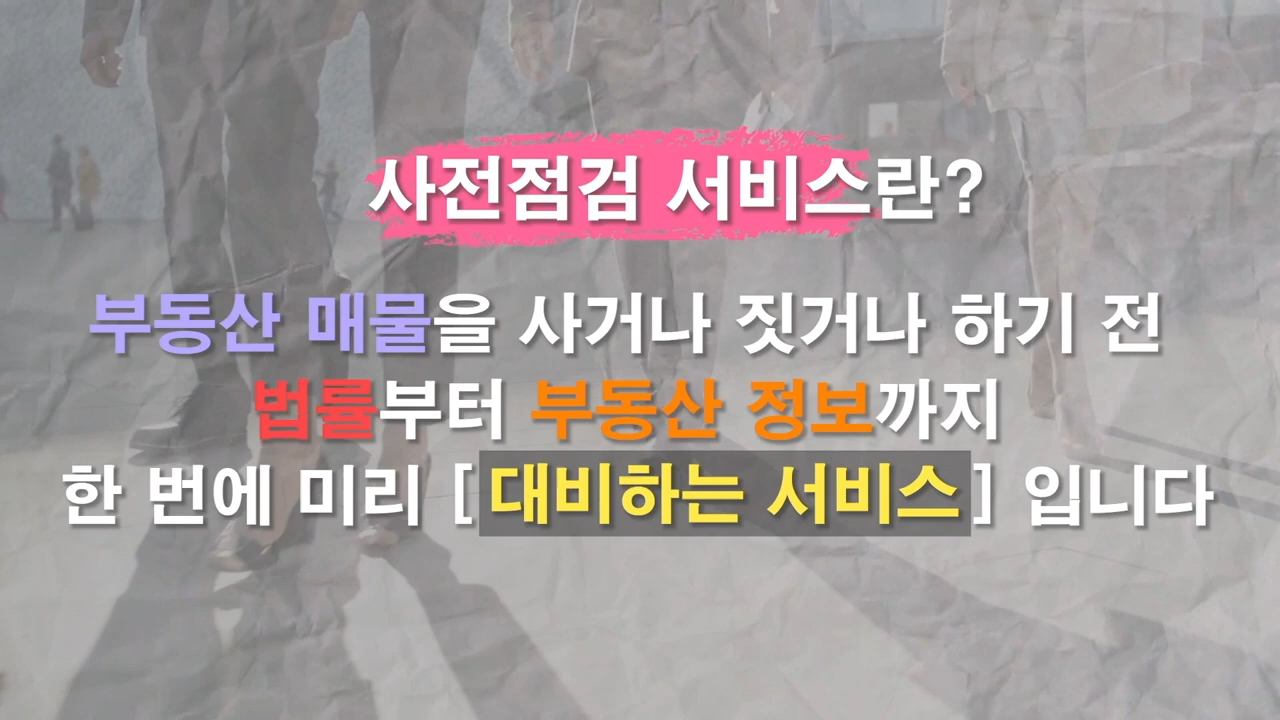 사전점검 서비스란?
부동산 매물을 사거나 짓거나 하기 전
법률부터 부동산 정보까지
한 번에 미리 [대비하는 서비스] 입니다